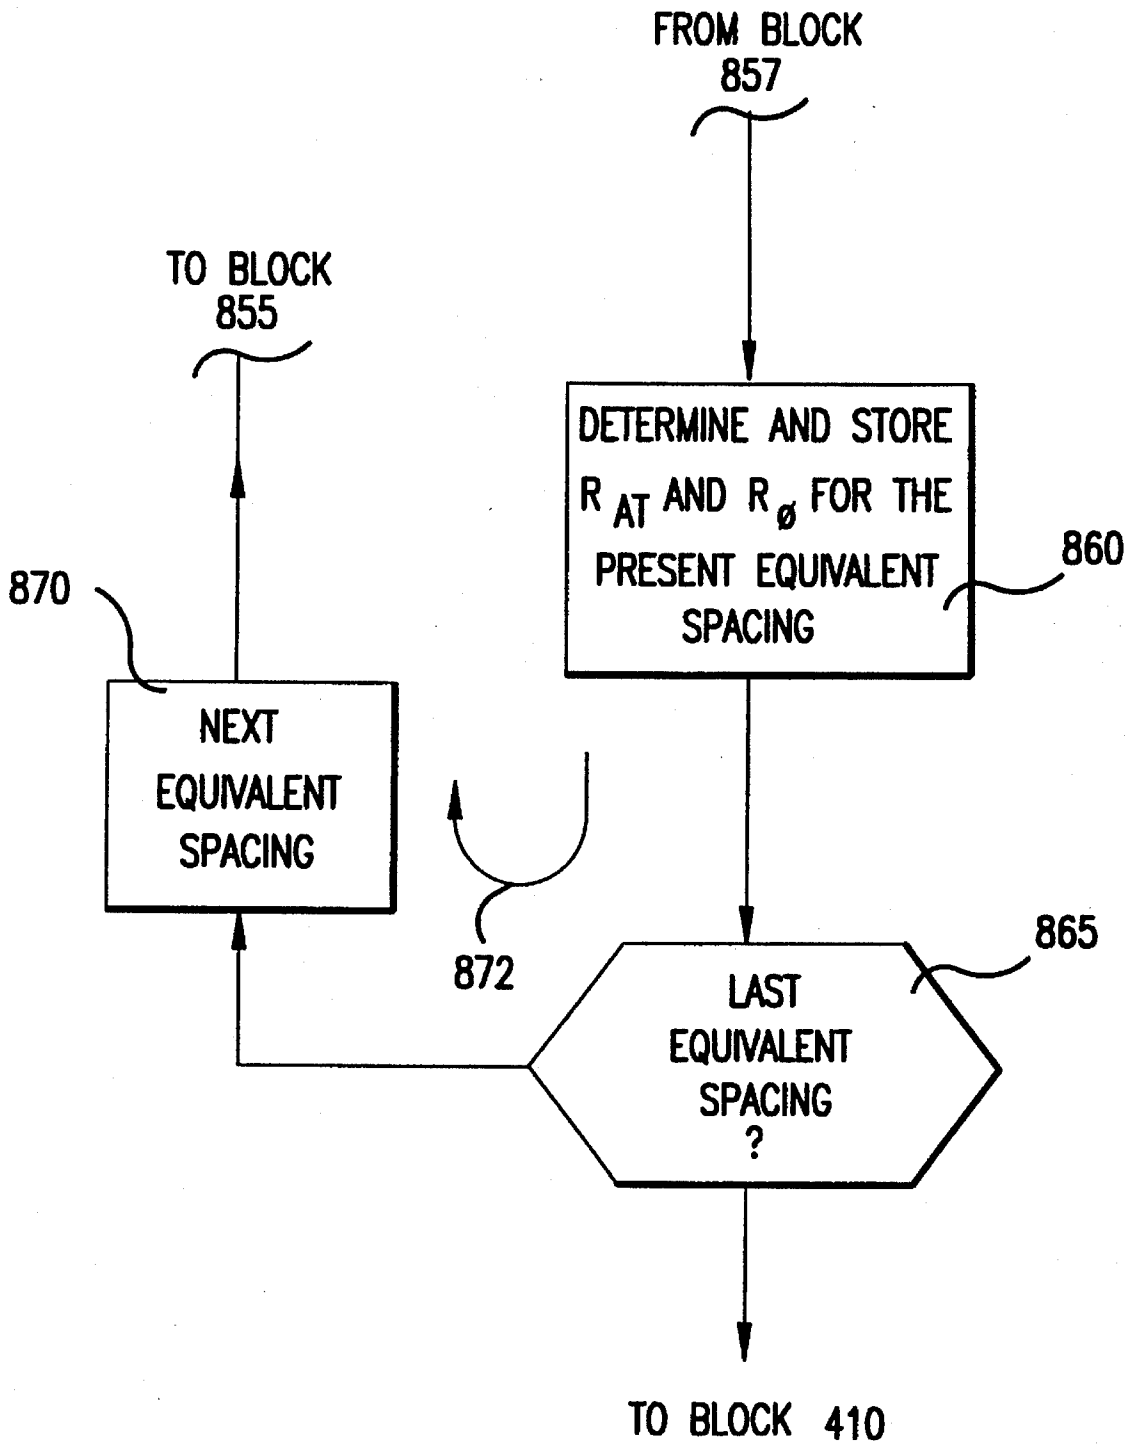 FROM BLOCK
857
TO BLOCK
855
DETERMINE AND STORE
R AT AND R ø FOR THE
PRESENT EQUIVALENT
SPACING
860
870
NEXT
EQUIVALENT
SPACING
872
865
LAST
EQUIVALENT
SPACING
?
TO BLOCK 410